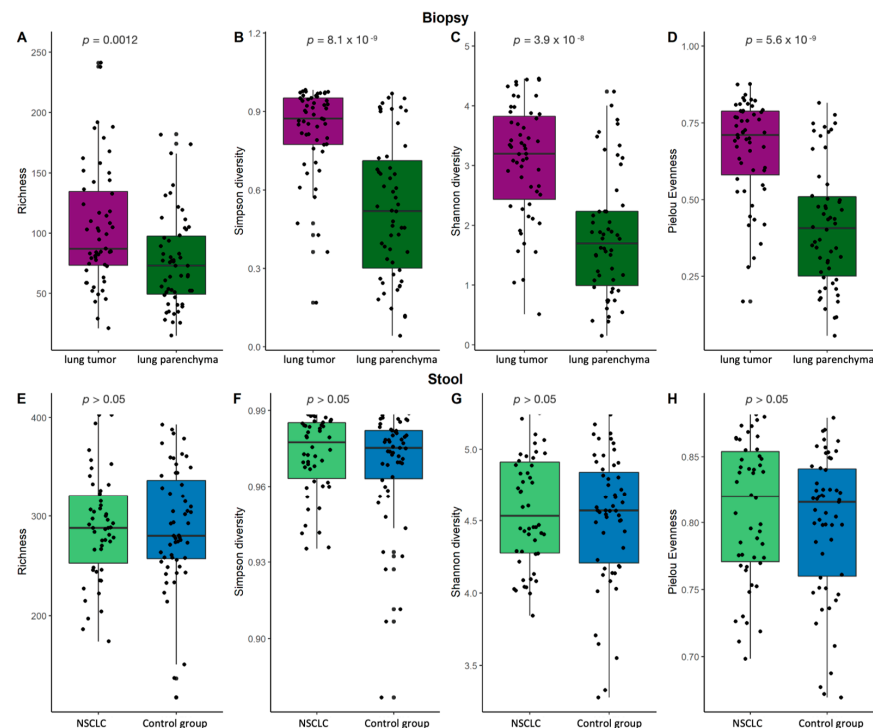 Biopsy
A
p = 0.0012
Richness
250
200
150
100
50
lung tumor
lung parenchyma
B
p = 8.1 x 10 -9
Simpson diversity
1.2
0.9
0.6
0.3
0.0
lung tumor
lung parenchyma
C
p = 3.9 x 10 -8
Shannon diversity
5
4
3
2
1
0
lung tumor
lung parenchyma
D
p = 5.6 x 10 -9
Pielou Evenness
1.00
0.75
0.50
0.25
lung tumor
lung parenchyma
Stool
E
p > 0.05
Richness
400
300
200
NSCLC
Control group
F
p > 0.05
Simpson diversity
0.99
0.96
0.93
0.90
NSCLC
Control group
G
p > 0.05
Shannon diversity
5.0
4.5
4.0
3.5
NSCLC
Control group
H
p > 0.05
Pielou Evenness
0.85
0.80
0.75
0.70
NSCLC
Control group